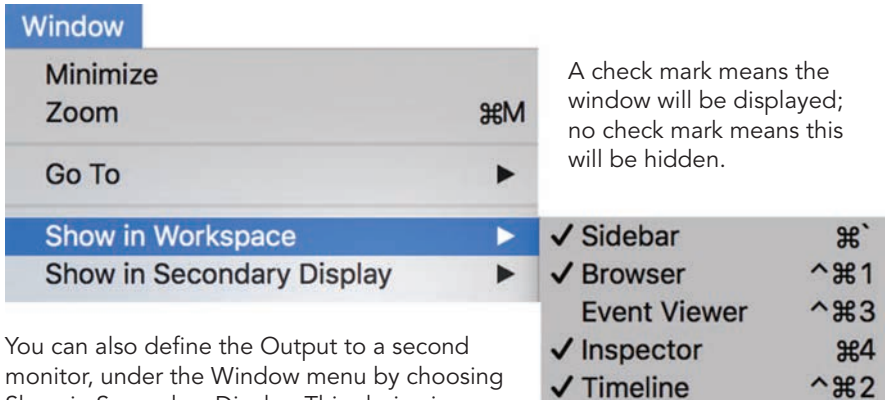 Window
Minimize
Zoom ⌘M
Go To ▶
Show in Workspace ▶
Show in Secondary Display ▶
A check mark means the
window will be displayed;
no check mark means this
will be hidden.
✓ Sidebar ⌘`
✓ Browser ^⌘1
Event Viewer ^⌘3
✓ Inspector ⌘4
✓ Timeline ^⌘2
You can also define the Output to a second
monitor, under the Window menu by choosing